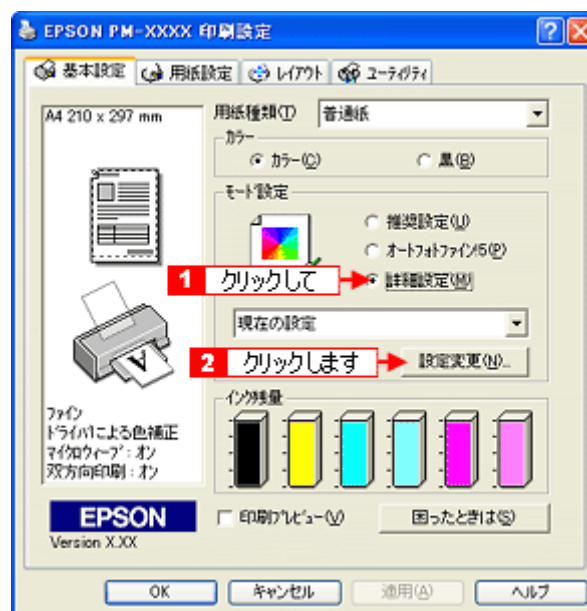 EPSON PM-XXXX 印刷設定
基本設定 用紙設定 レイアウト ユーティリティ
A4 210 x 297 mm
用紙種類(T) 普通紙
カラー
カラー(C) 黒(B)
モード設定
推奨設定(U)
オートフォトファイン!5(P)
1 クリックして 詳細設定(M)
現在の設定
2 クリックします 設定変更(N)...
インク残量
ファイン
ドライバによる色補正
マイクロウィーブ:オン
双方向印刷:オン
EPSON
Version X.XX
印刷プレビュー(V) 困ったときは(S)
OK キャンセル 適用(A) ヘルプ